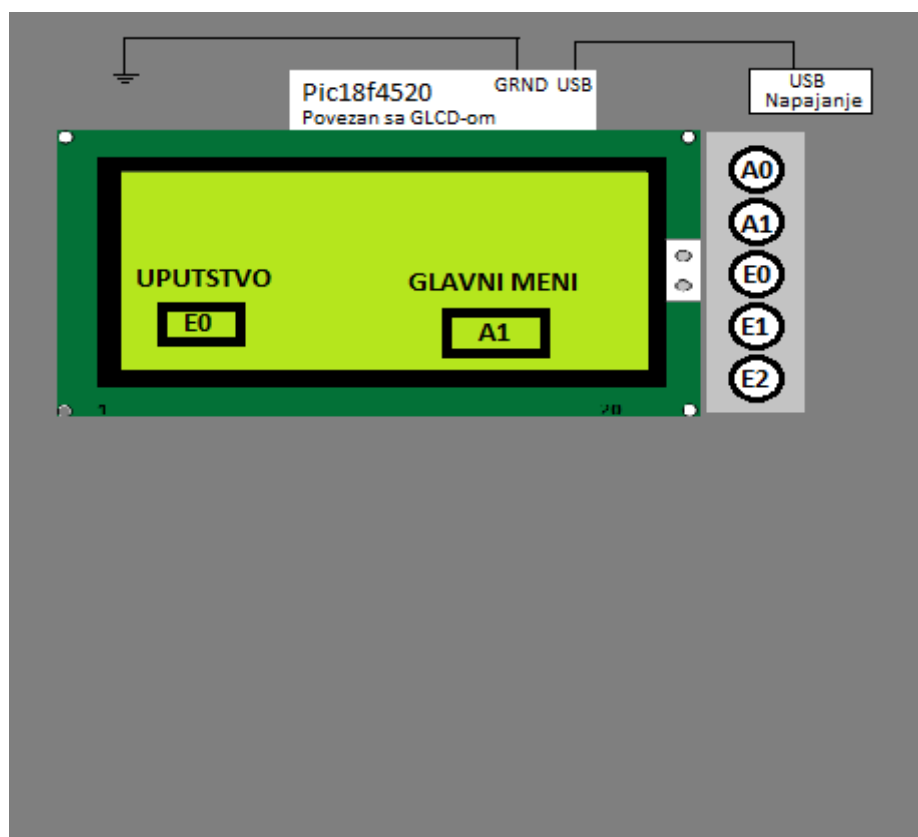 GRND USB
Pic18f4520
Povezan sa GLCD-om
USB
Napajanje
UPUTSTVO
E0
GLAVNI MENI
A1
A0
A1
E0
E1
E2
1
20